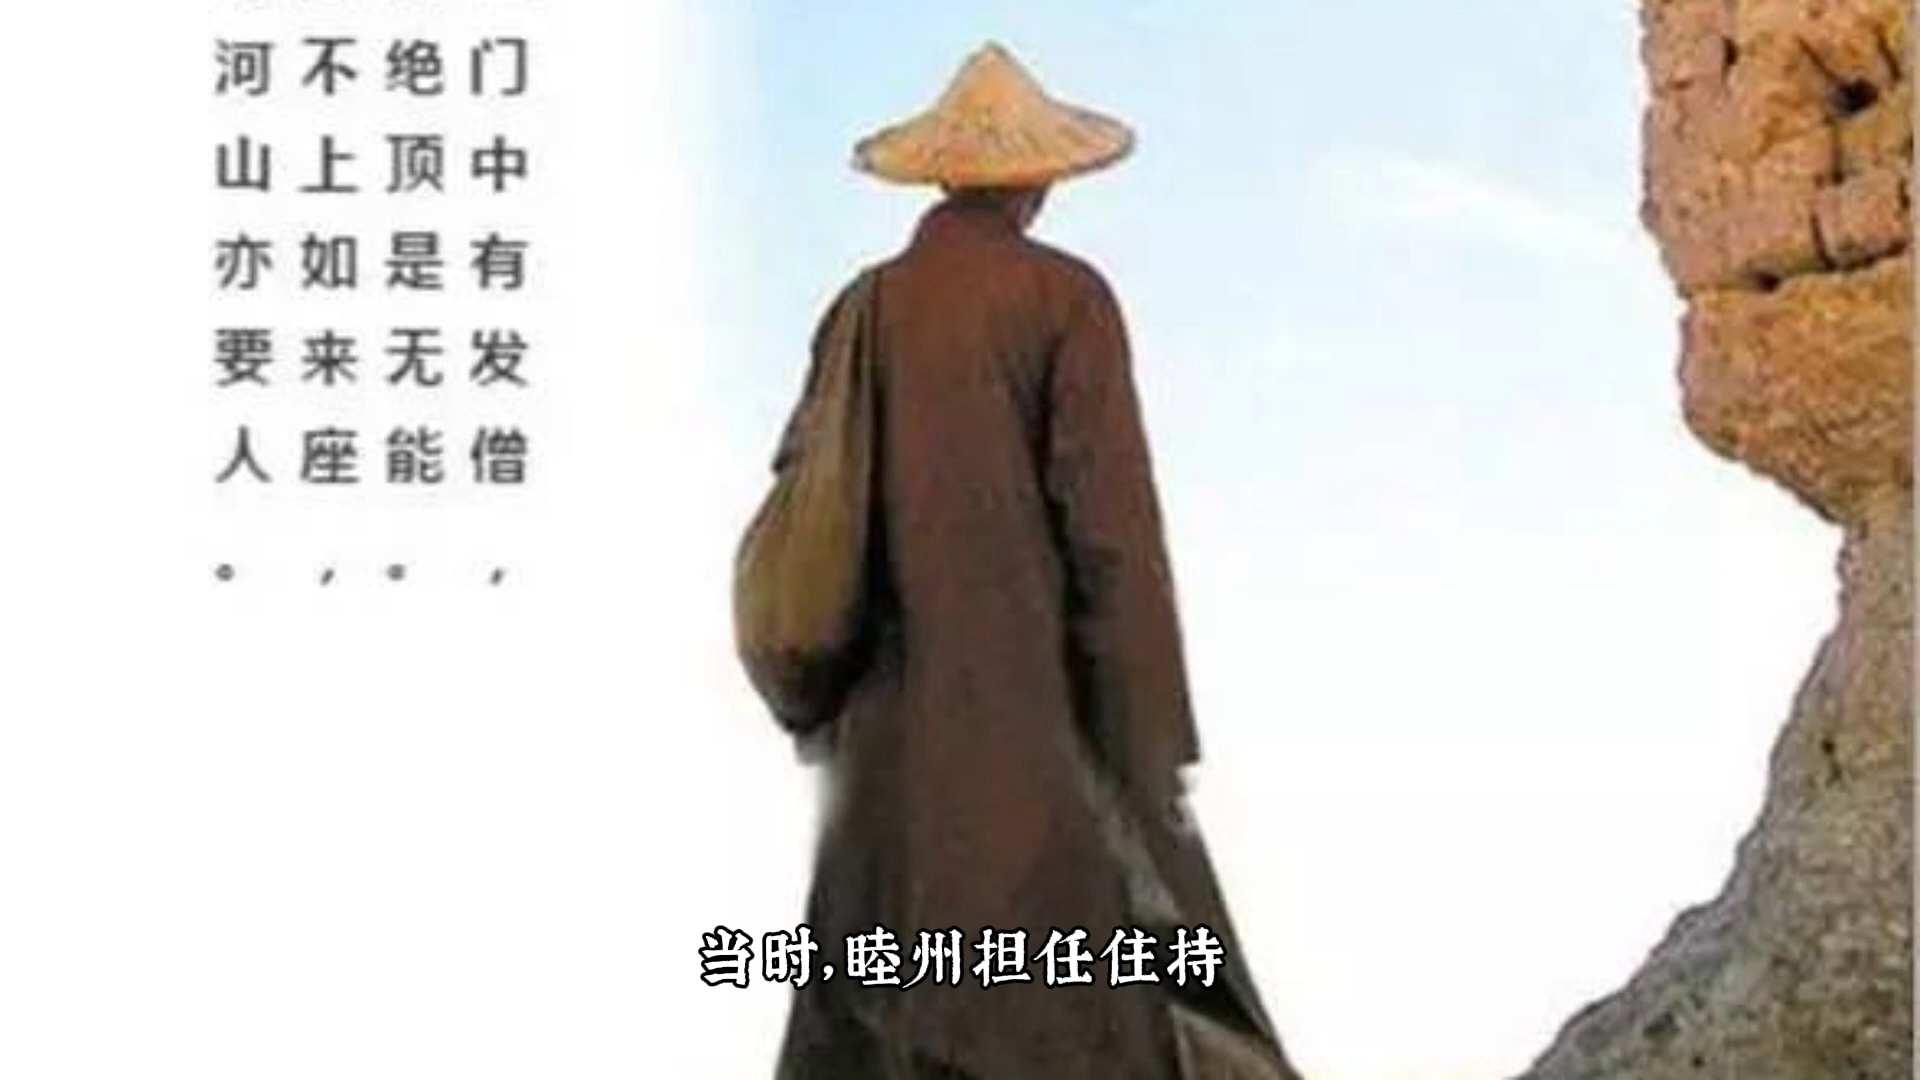 门中有发僧，
绝顶是无能。
不上如来座，
河山亦要人。
当时，睦州担任住持